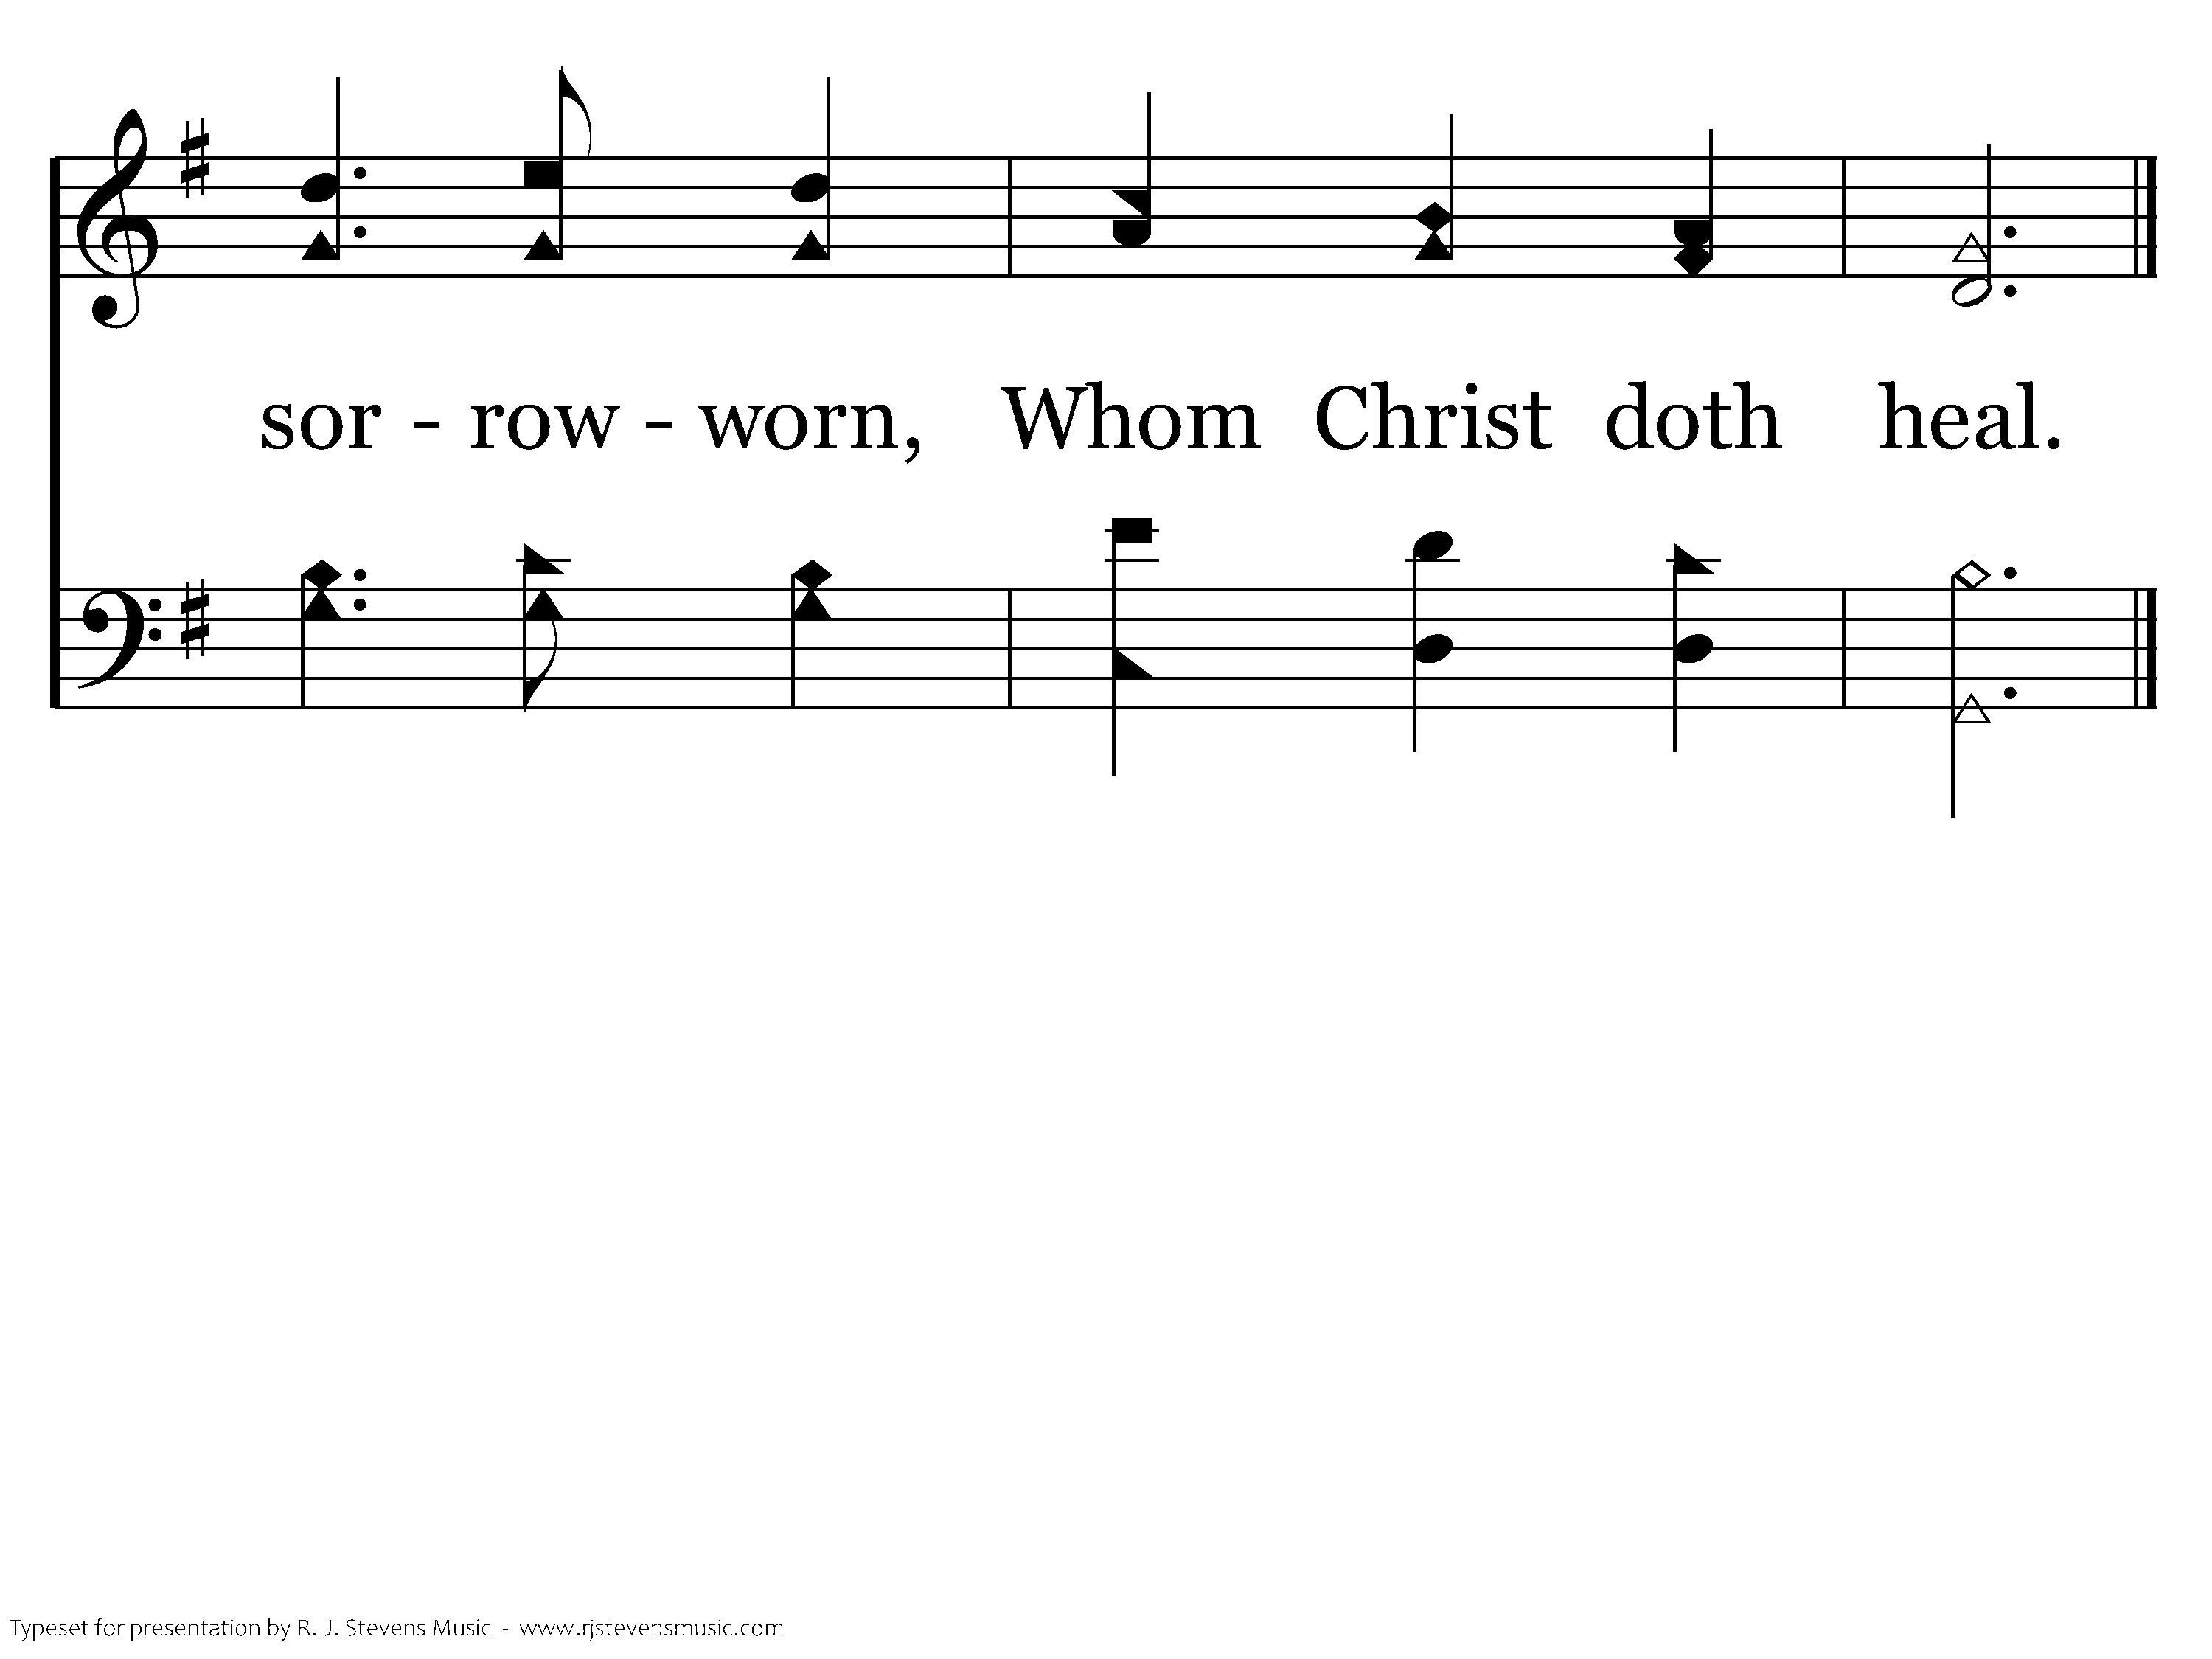 sor - row - worn, Whom Christ doth heal.
Typeset for presentation by R. J. Stevens Music - www.rjstevensmusic.com